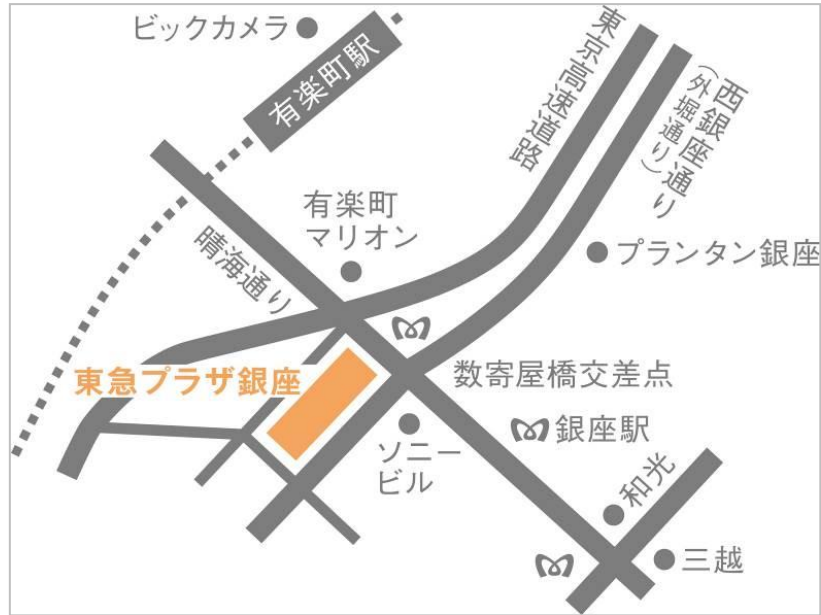 ビックカメラ
有楽町駅
東京高速道路
西銀座通り
(外堀通り)
有楽町
マリオン
晴海通り
プランタン銀座
東急プラザ銀座
数寄屋橋交差点
ソニー
ビル
銀座駅
和光
三越